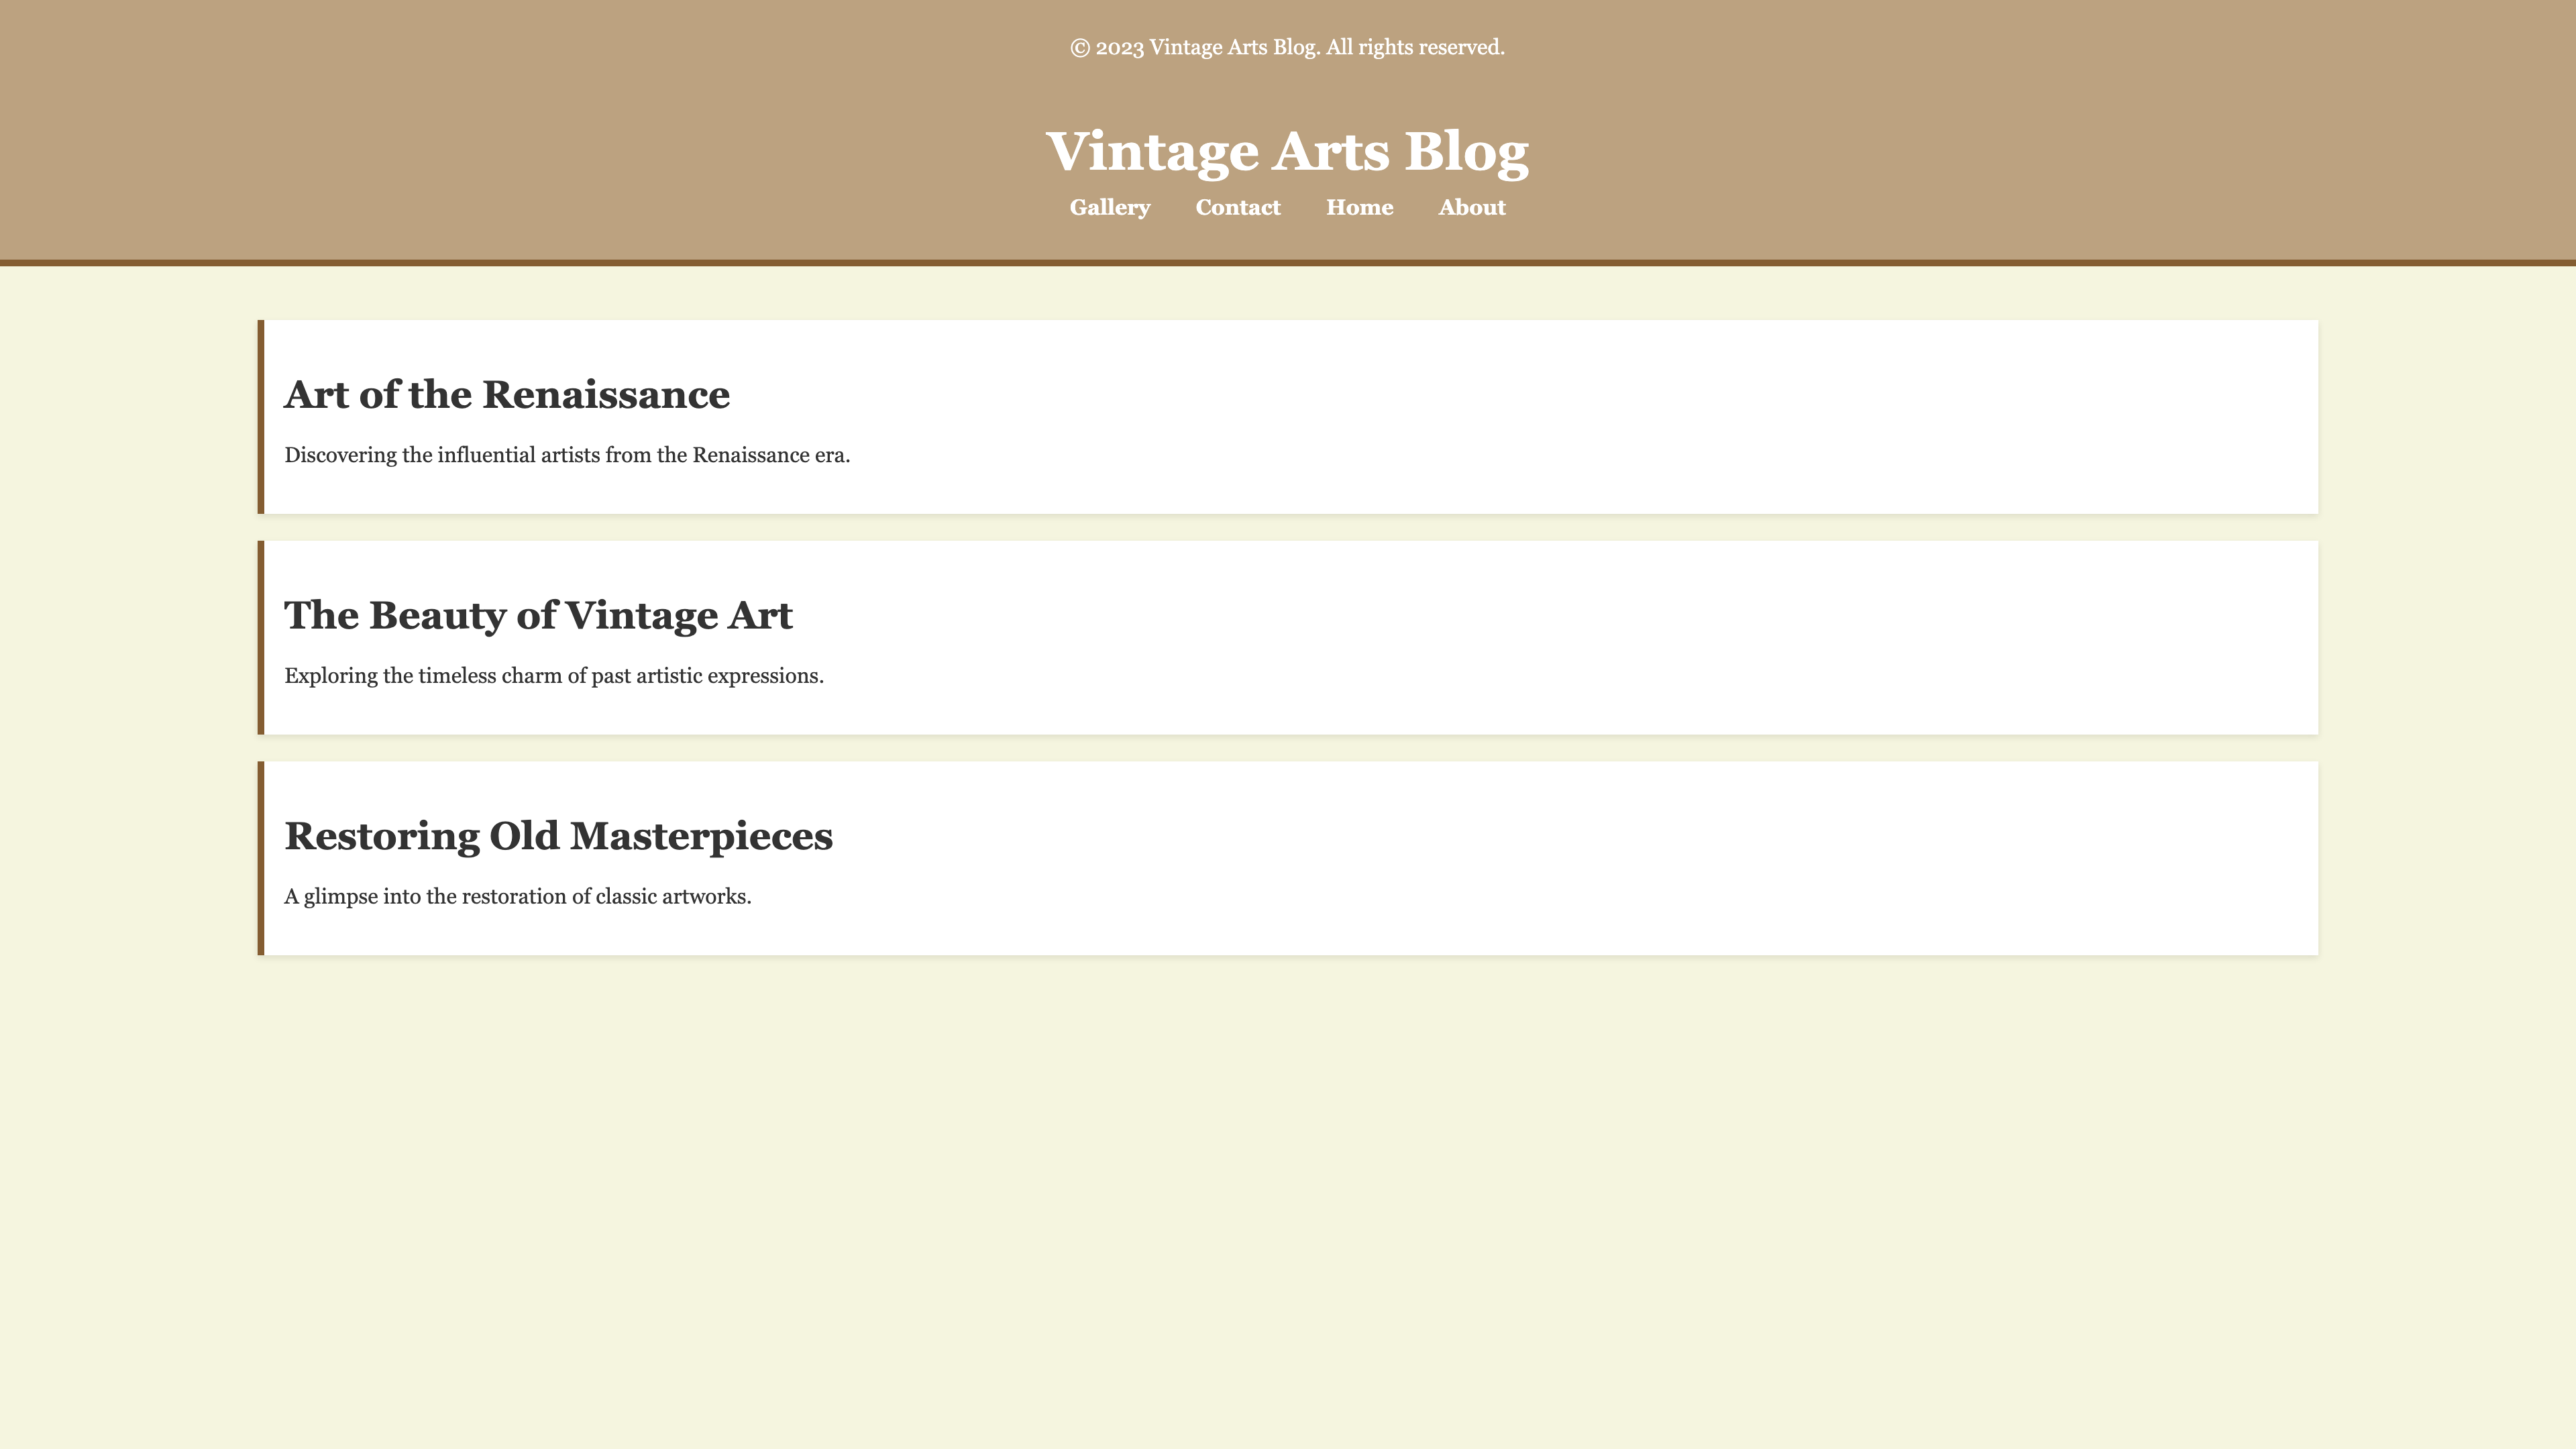 © 2023 Vintage Arts Blog. All rights reserved.
Vintage Arts Blog
Gallery Contact Home About
Art of the Renaissance
Discovering the influential artists from the Renaissance era.
The Beauty of Vintage Art
Exploring the timeless charm of past artistic expressions.
Restoring Old Masterpieces
A glimpse into the restoration of classic artworks.